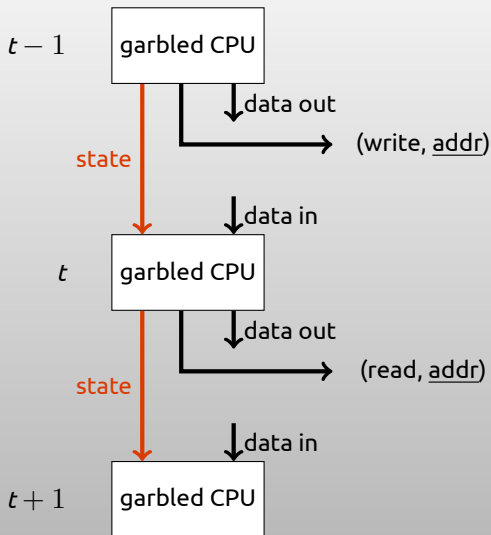 t − 1
garbled CPU
data out
(write, addr)
state
data in
t
garbled CPU
data out
(read, addr)
state
data in
t + 1
garbled CPU